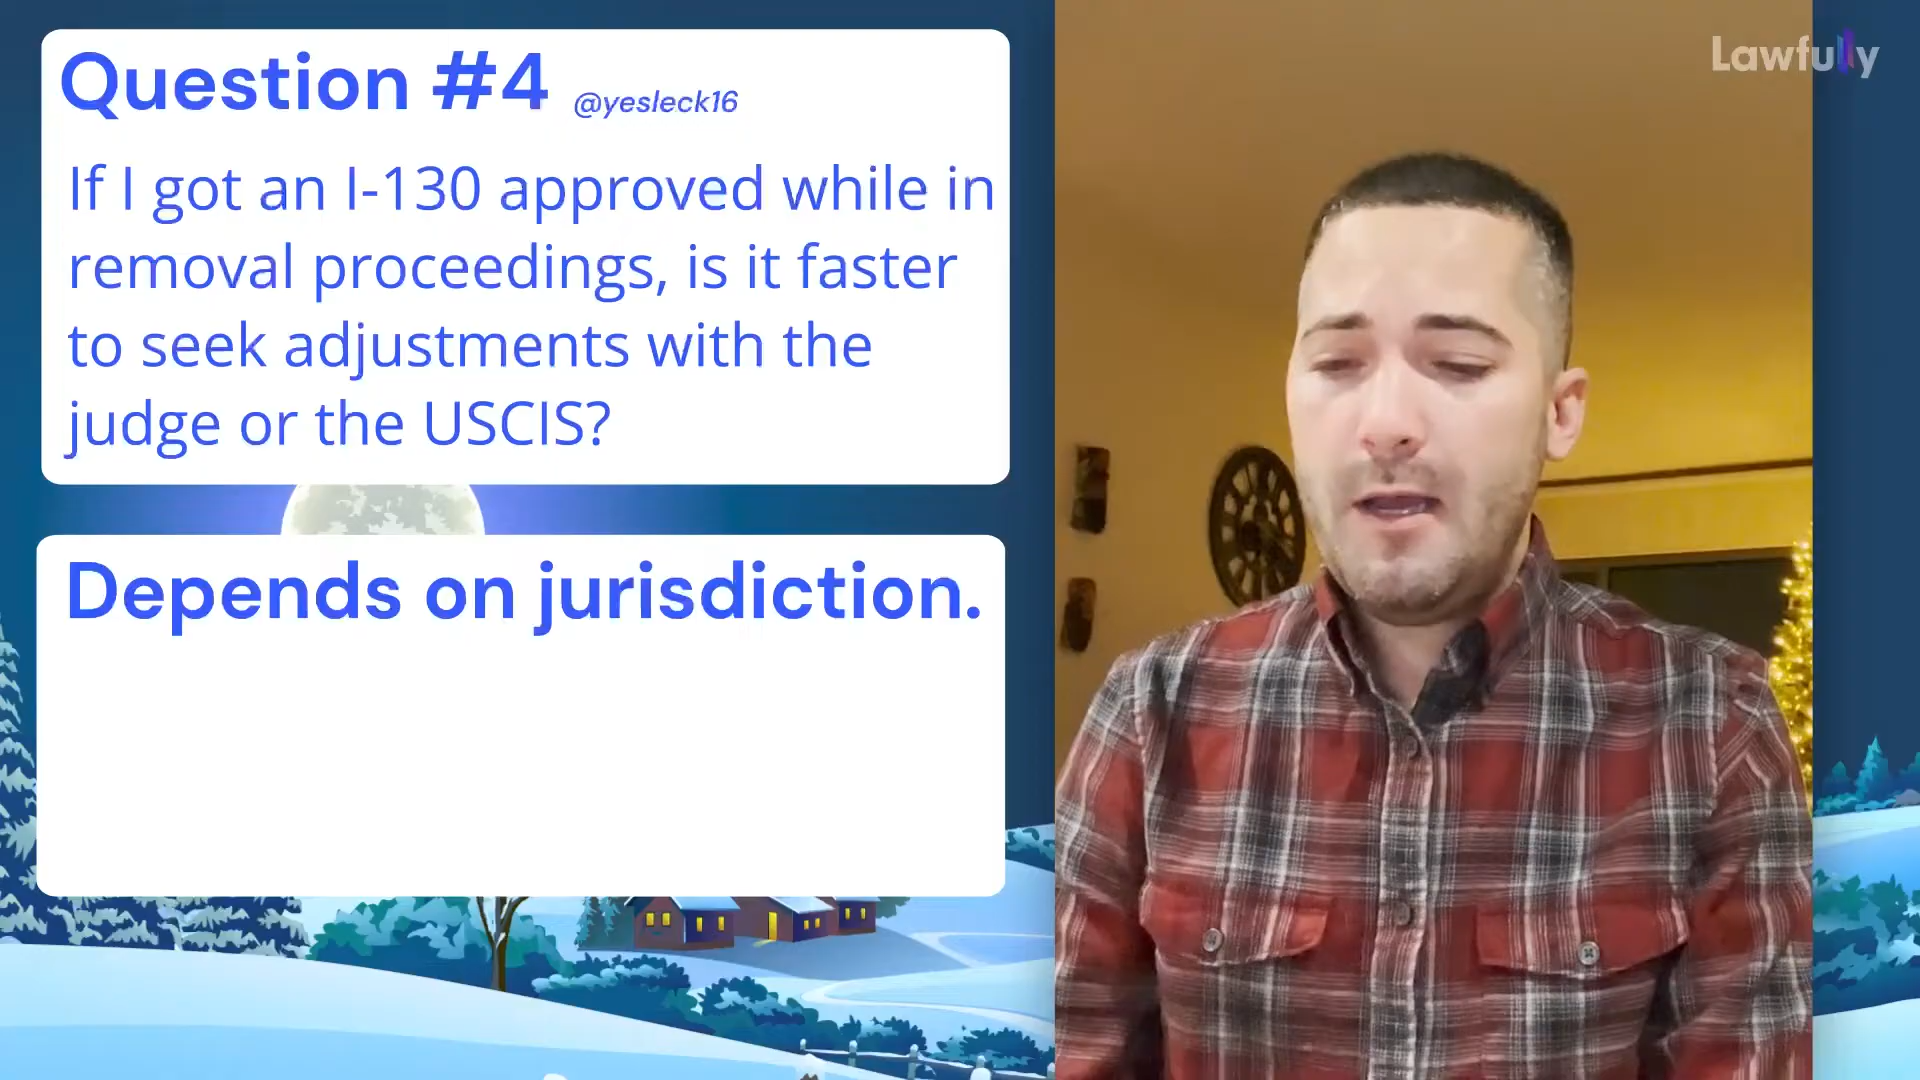 Question #4 @yesleck16
If I got an I-130 approved while in
removal proceedings, is it faster
to seek adjustments with the
judge or the USCIS?
Depends on jurisdiction.
Lawfully